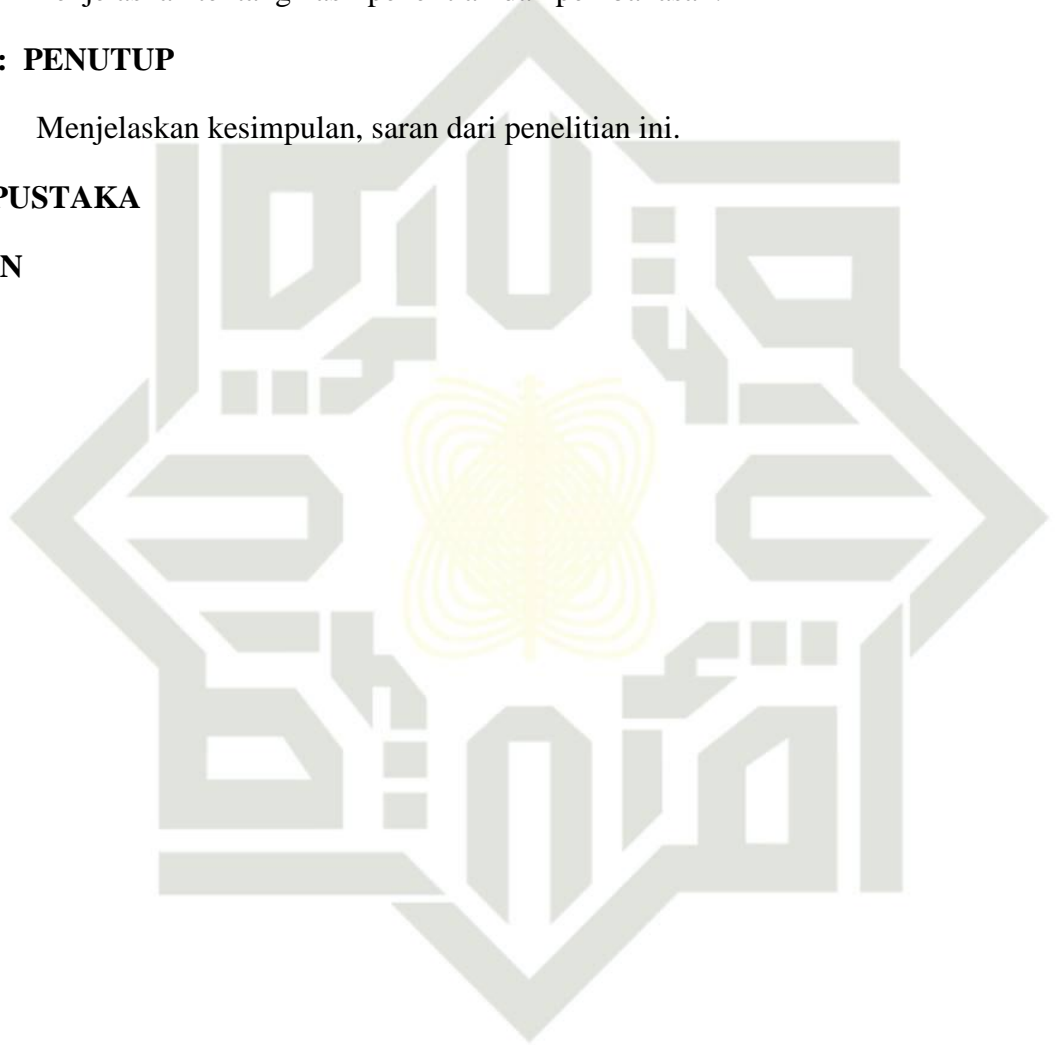 : PENUTUP
Menjelaskan kesimpulan, saran dari penelitian ini.
PUSTAKA
N